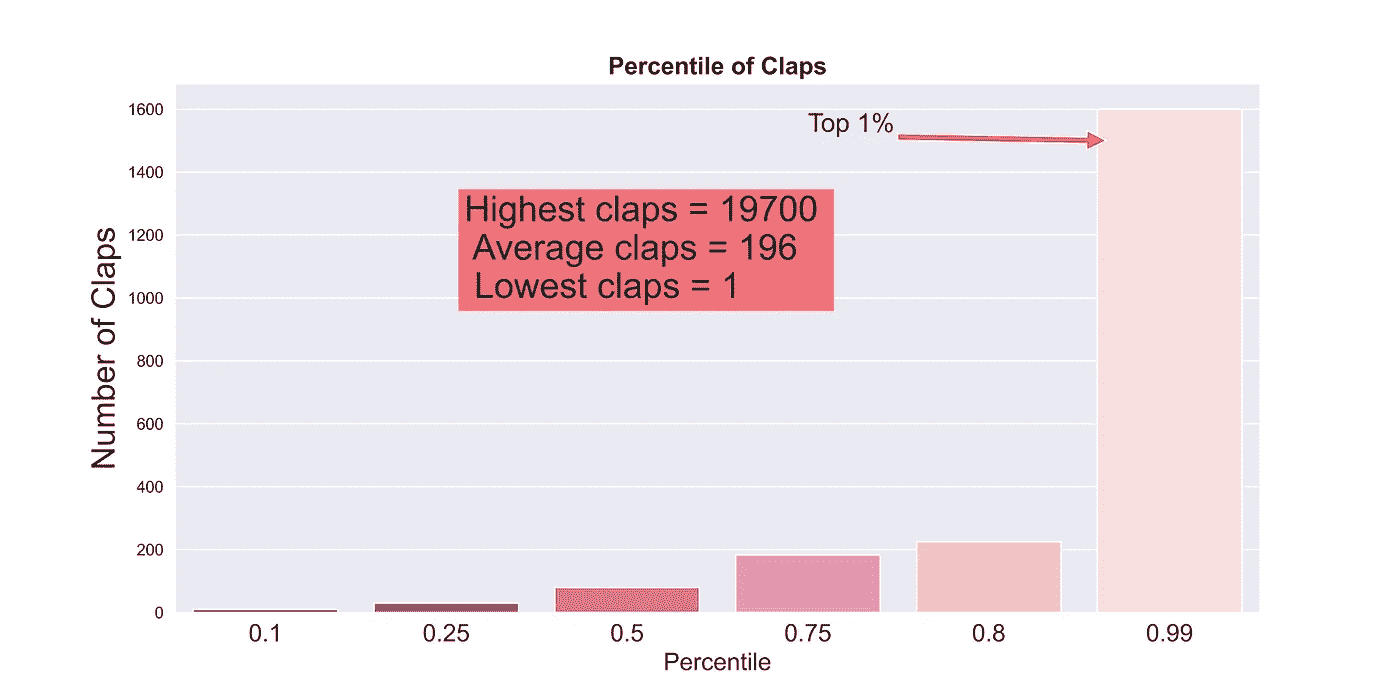 Percentile of Claps
Number of Claps
1600
1400
1200
1000
800
600
400
200
0
Top 1%
Highest claps = 19700
Average claps = 196
Lowest claps = 1
0.1 0.25 0.5 0.75 0.8 0.99
Percentile